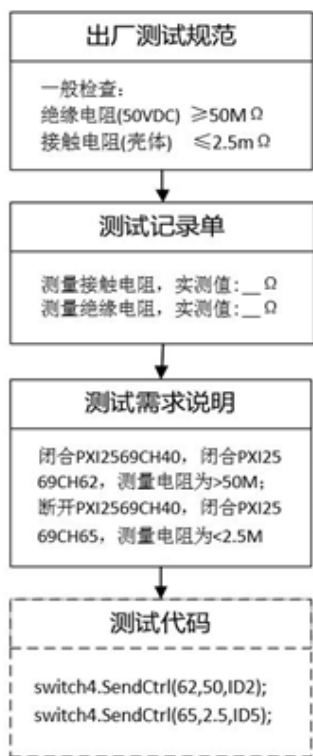 出厂测试规范
一般检查：
绝缘电阻(50VDC) ≥50MΩ
接触电阻(壳体) ≤2.5mΩ
测试记录单
测量接触电阻，实测值:__Ω
测量绝缘电阻，实测值:__Ω
测试需求说明
闭合PXI2569CH40，闭合PXI25
69CH62，测量电阻为>50M；
断开PXI2569CH40，闭合PXI25
69CH65，测量电阻为<2.5M
测试代码
switch4.SendCtrl(62,50,ID2);
switch4.SendCtrl(65,2.5,ID5);